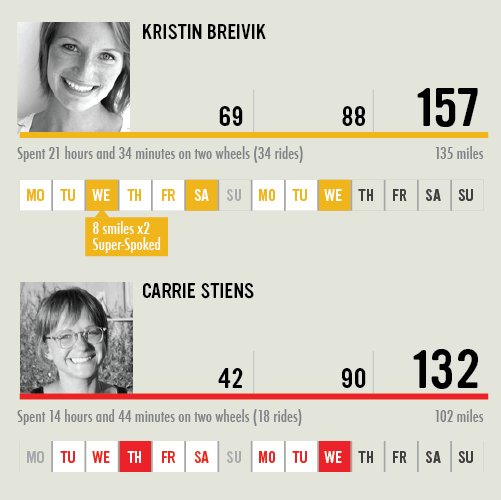 KRISTIN BREIVIK
69 88 157
Spent 21 hours and 34 minutes on two wheels (34 rides) 135 miles
MO TU WE TH FR SA SU MO TU WE TH FR SA SU
8 smiles x2
Super-Spoked
CARRIE STIENS
42 90 132
Spent 14 hours and 44 minutes on two wheels (18 rides) 102 miles
MO TU WE TH FR SA SU MO TU WE TH FR SA SU